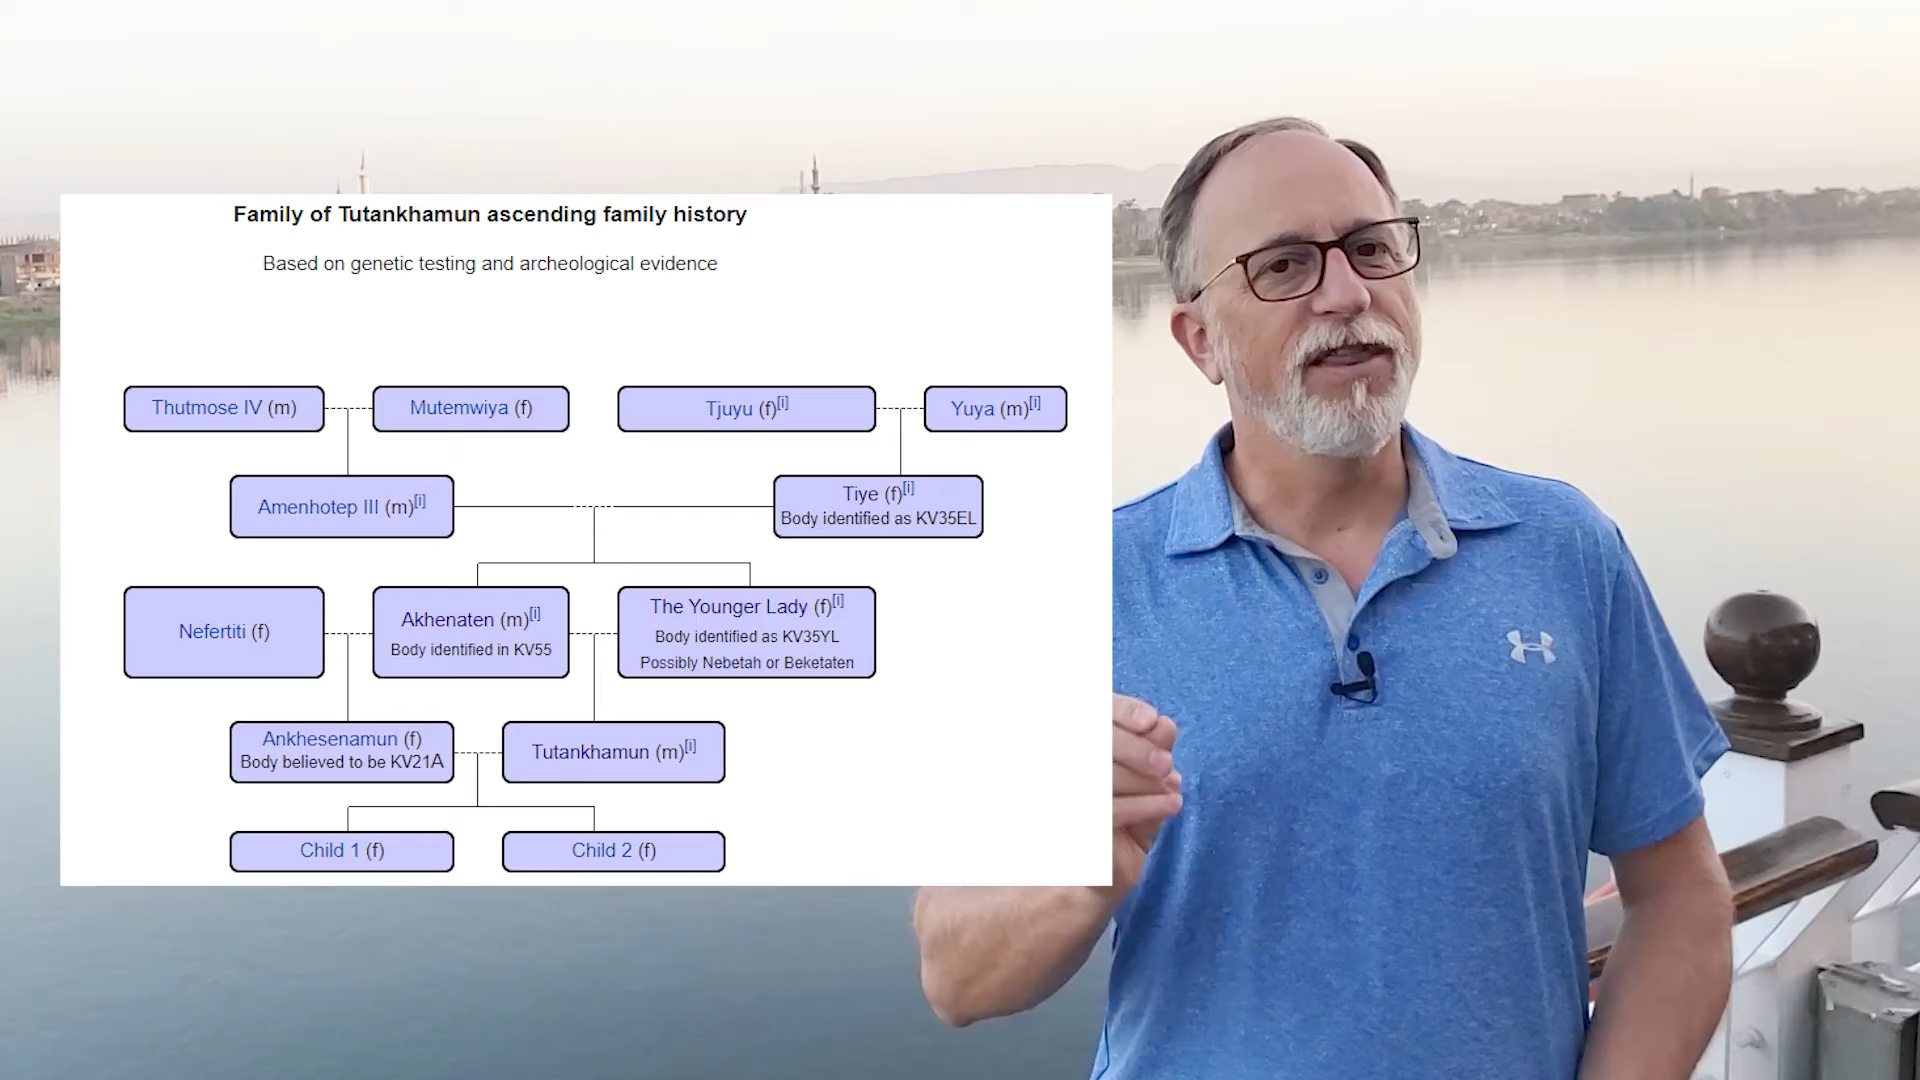 Family of Tutankhamun ascending family history
Based on genetic testing and archeological evidence
Thutmose IV (m)
Mutemwiya (f)
Tjuyu (f)[i]
Yuya (m)[i]
Amenhotep III (m)[i]
Tiye (f)[i]
Body identified as KV35EL
Nefertiti (f)
Akhenaten (m)[i]
Body identified in KV55
The Younger Lady (f)[i]
Body identified as KV35YL
Possibly Nebetah or Beketaten
Ankhesenamun (f)
Body believed to be KV21A
Tutankhamun (m)[i]
Child 1 (f)
Child 2 (f)